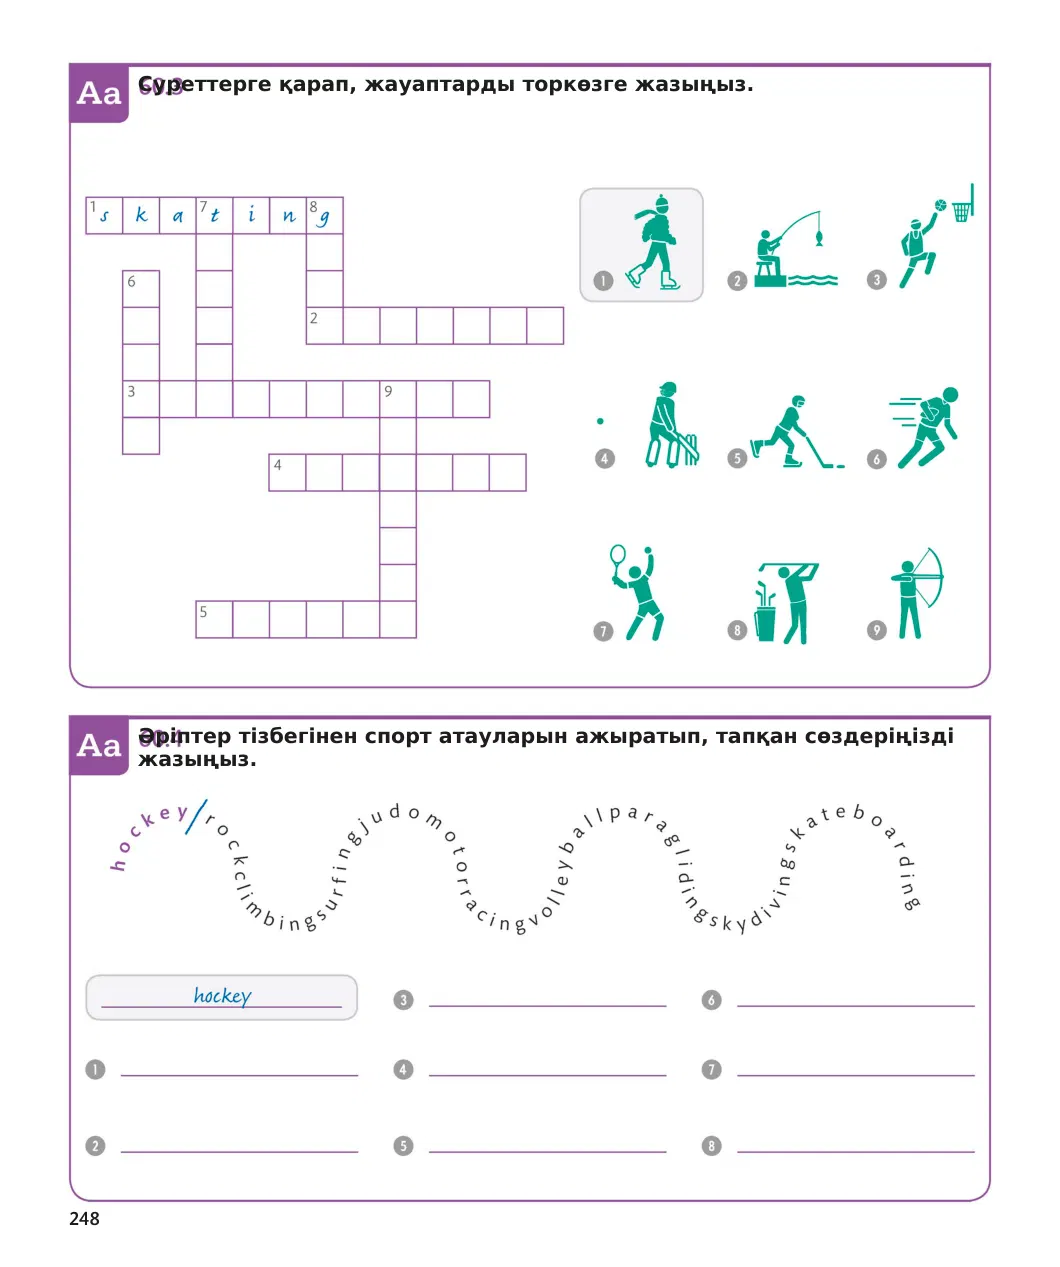 Aa Суреттерге қарап, жауаптарды торкөзге жазыңыз.
1 s k a 7 t i n 8 g
6
2
3 9
4
5
1 2 3
4 5 6
7 8 9
Aa Әріптер тізбегінен спорт атауларын ажыратып, тапқан сөздеріңізді
жазыңыз.
hockey/rockclimbingsurfingjudomotorracingvolleyballparaglidingskydivingskateboarding
hockey 3 6
1 4 7
2 5 8
248